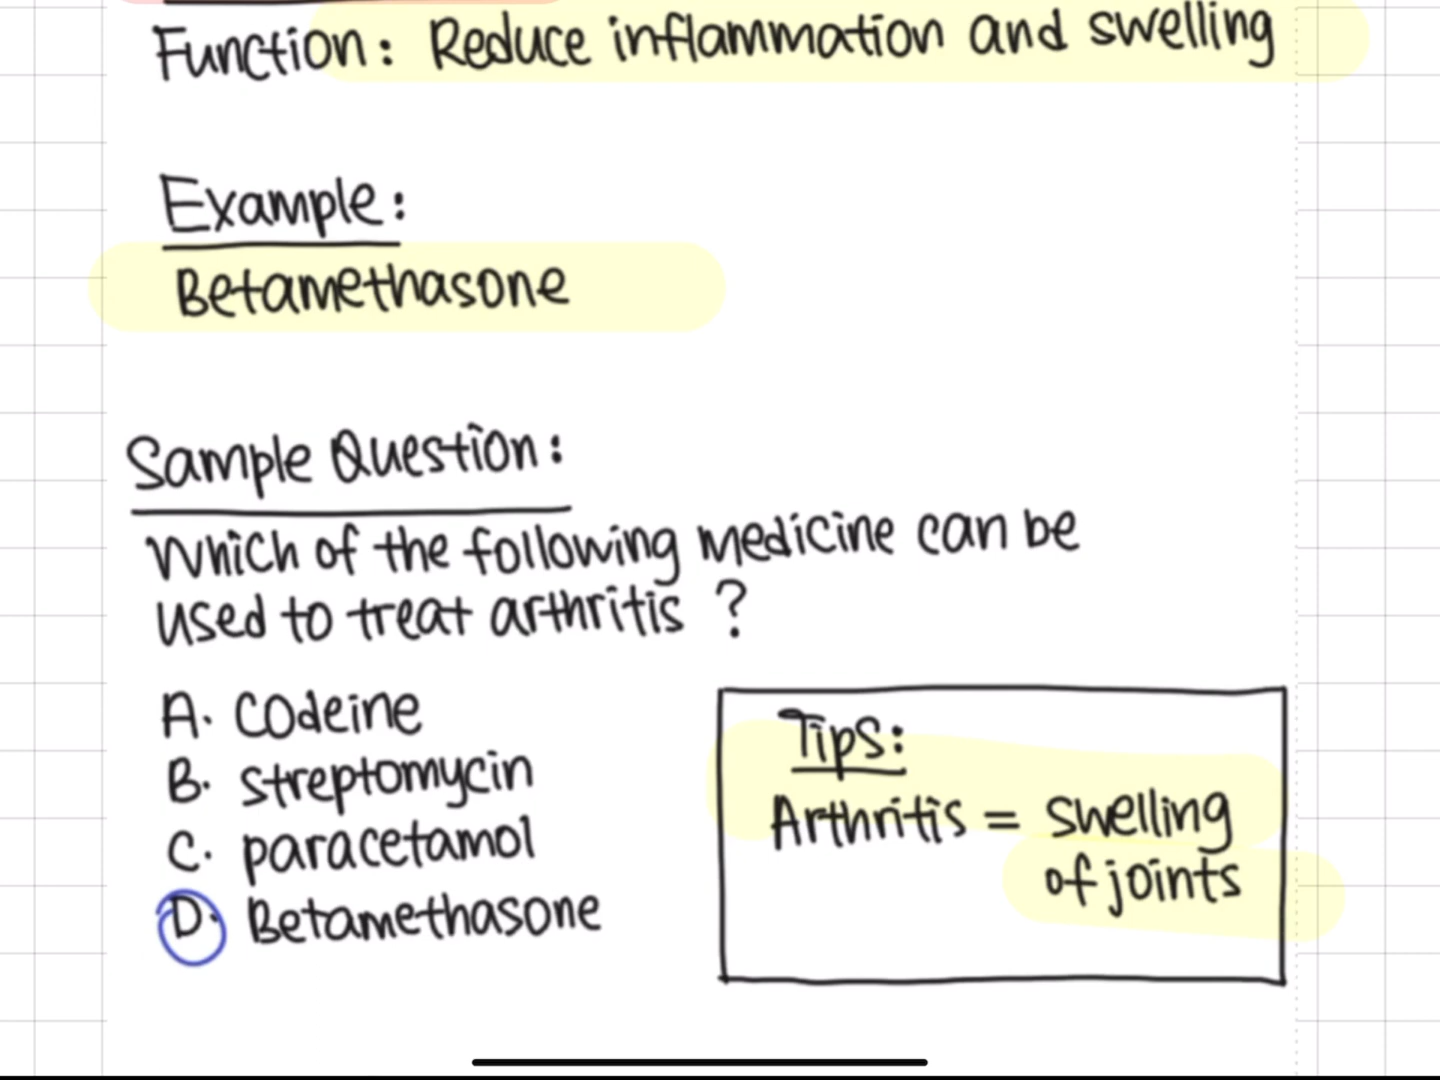 Function: Reduce inflammation and swelling
Example:
Betamethasone
Sample Question:
Which of the following medicine can be
used to treat arthritis ?
A. codeine
B. streptomycin
C. paracetamol
D. Betamethasone
Tips:
Arthritis = swelling
of joints